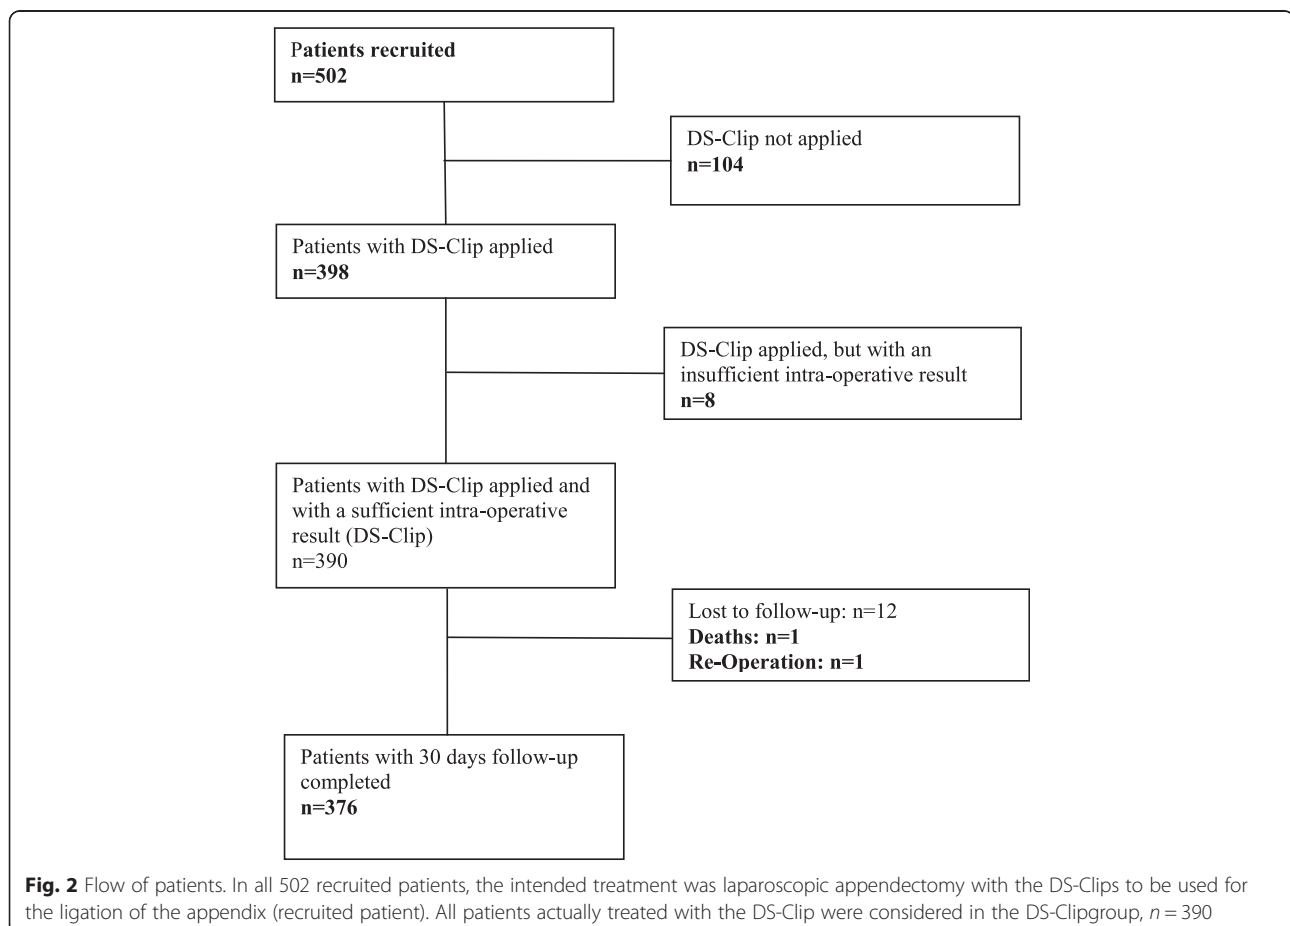 Patients recruited
n=502
DS-Clip not applied
n=104
Patients with DS-Clip applied
n=398
DS-Clip applied, but with an
insufficient intra-operative result
n=8
Patients with DS-Clip applied and
with a sufficient intra-operative
result (DS-Clip)
n=390
Lost to follow-up: n=12
Deaths: n=1
Re-Operation: n=1
Patients with 30 days follow-up
completed
n=376
Fig. 2 Flow of patients. In all 502 recruited patients, the intended treatment was laparoscopic appendectomy with the DS-Clips to be used for
the ligation of the appendix (recruited patient). All patients actually treated with the DS-Clip were considered in the DS-Clipgroup, n = 390